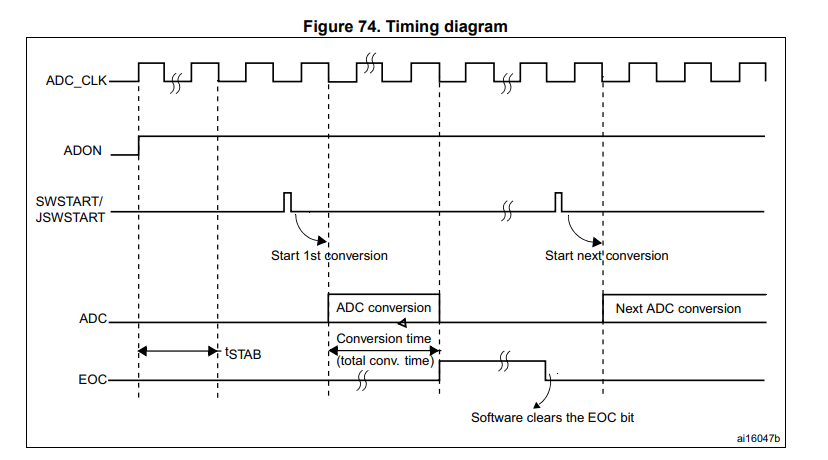 Figure 74. Timing diagram
ADC_CLK
ADON
SWSTART/
JSWSTART
Start 1st conversion
Start next conversion
ADC
ADC conversion
Next ADC conversion
Conversion time
tSTAB
(total conv. time)
EOC
Software clears the EOC bit
ai16047b